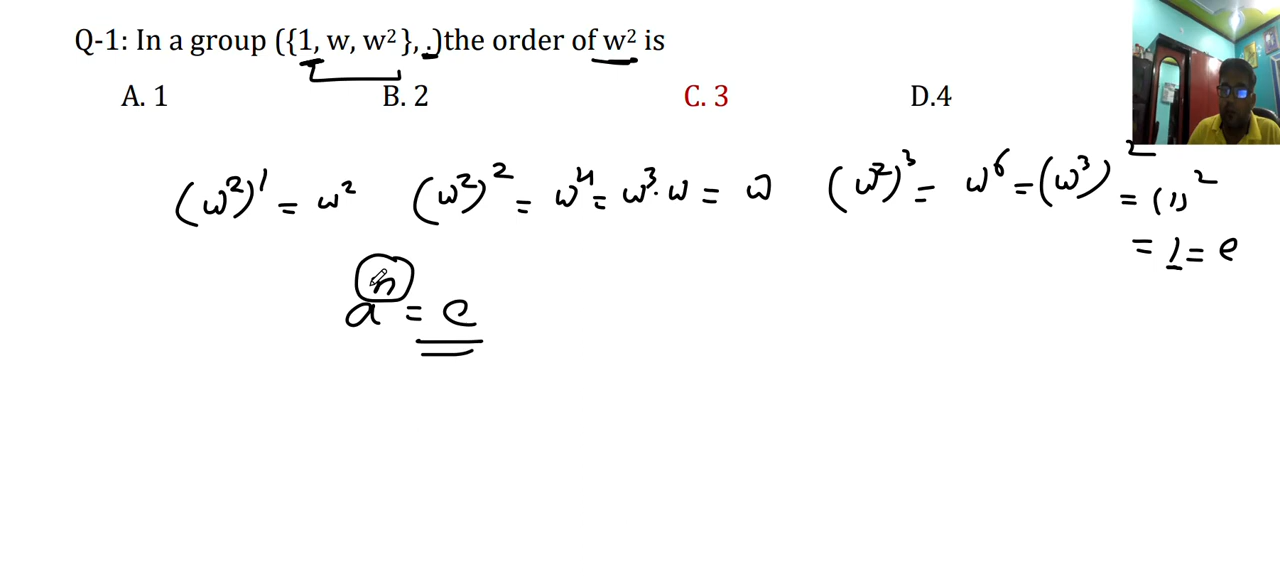 Q-1: In a group ({1, w, w²}, .)the order of w² is
A. 1 B. 2 C. 3 D.4
(ω²)¹ = ω² (ω²)² = ω⁴ = ω³·ω = ω (ω²)³ = ω⁶ = (ω³)² = (1)²
= 1 = e
aⁿ = e